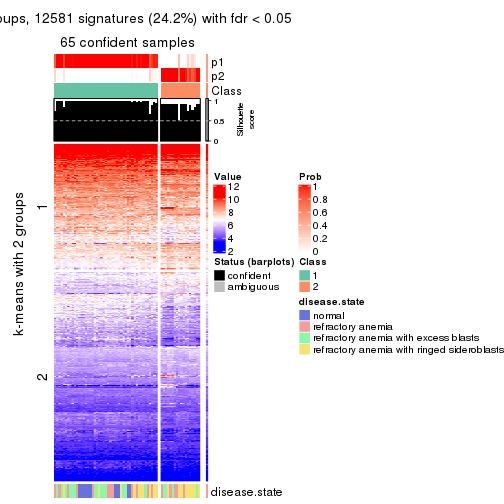 oups, 12581 signatures (24.2%) with fdr < 0.05
65 confident samples
p1
p2
Class
1
0.5
0
Silhouette
score
k-means with 2 groups
1
2
Value
12
10
8
6
4
2
Prob
1
0.8
0.6
0.4
0.2
0
Status (barplots)
confident
ambiguous
Class
1
2
disease.state
normal
refractory anemia
refractory anemia with excess blasts
refractory anemia with ringed sideroblasts
disease.state